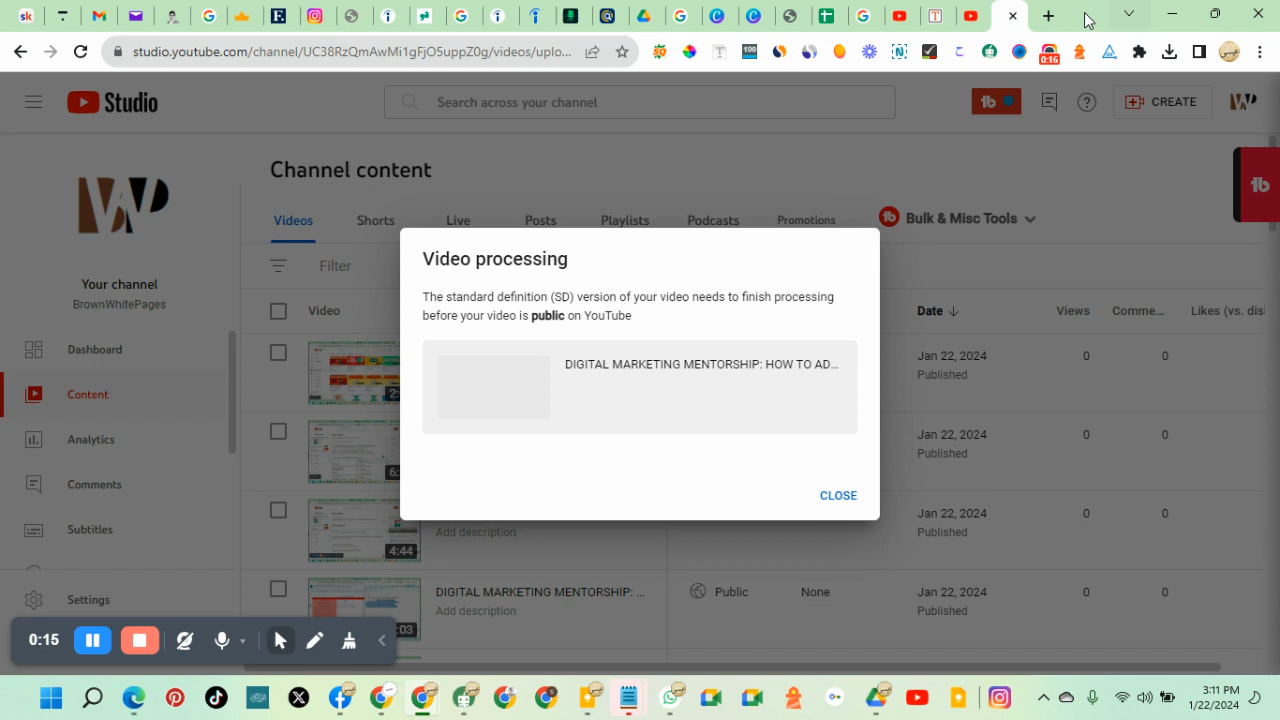 studio.youtube.com/channel/UC38RzQmAwMi1gFjO5uppZ0g/videos/uplo...
0:16
Studio
Search across your channel
CREATE
Channel content
Videos Shorts Live Posts Playlists Podcasts Promotions Bulk & Misc Tools
Filter
Your channel
BrownWhitePages
Dashboard
Content
Analytics
Comments
Subtitles
Settings
Video Date Views Comme... Likes (vs. dis
Video processing
The standard definition (SD) version of your video needs to finish processing
before your video is public on YouTube
DIGITAL MARKETING MENTORSHIP: HOW TO AD...
CLOSE
Jan 22, 2024 0 0
Published
Jan 22, 2024 0 0
Published
4:44
Jan 22, 2024 0 0
Add description Published
DIGITAL MARKETING MENTORSHIP: ... Public None Jan 22, 2024 0 0
Add description Published
0:15
3:11 PM
1/22/2024